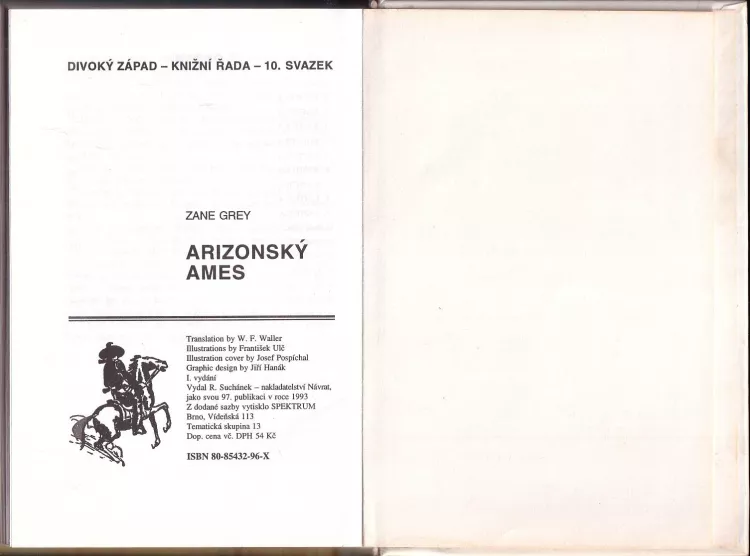 DIVOKÝ ZÁPAD – KNIŽNÍ ŘADA – 10. SVAZEK
ZANE GREY
ARIZONSKÝ
AMES
Translation by W. F. Waller
Illustrations by František Ulč
Illustration cover by Josef Pospíchal
Graphic design by Jiří Hanák
I. vydání
Vydal R. Suchánek – nakladatelství Návrat,
jako svou 97. publikaci v roce 1993
Z dodané sazby vytisklo SPEKTRUM
Brno, Vídeňská 113
Tematická skupina 13
Dop. cena vč. DPH 54 Kč
ISBN 80-85432-96-X